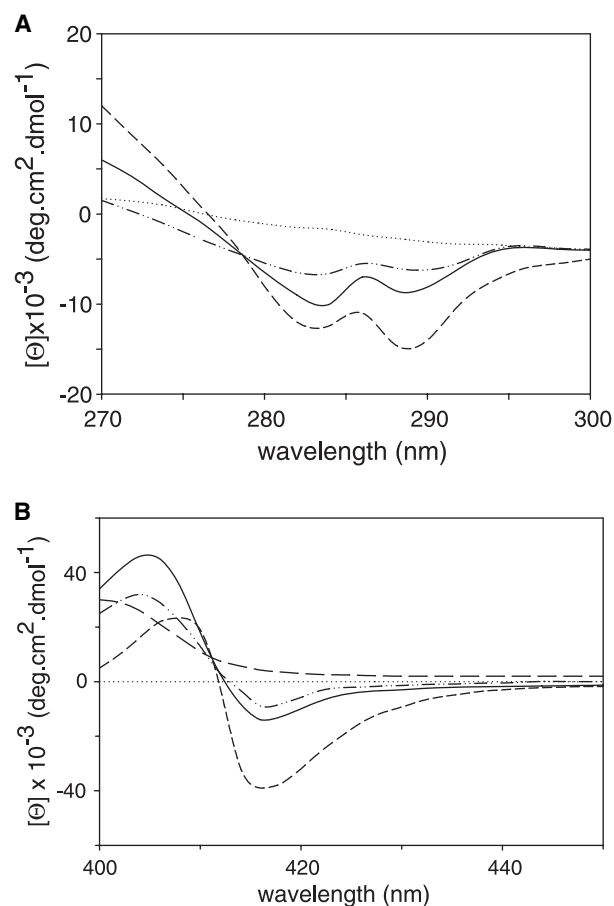 A
20
10
0
-10
-20
[Θ]x10⁻³ (deg.cm².dmol⁻¹)
270 280 290 300
wavelength (nm)
B
40
0
-40
[Θ] x 10⁻³ (deg.cm².dmol⁻¹)
400 420 440
wavelength (nm)